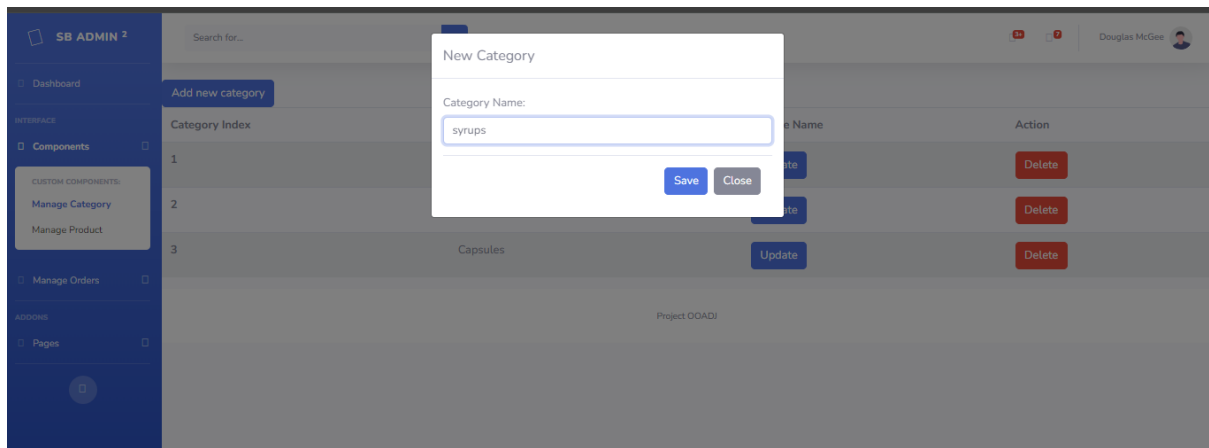 SB ADMIN 2
Search for...
3+
7
Douglas McGee
New Category
Dashboard
Add new category
Category Name:
INTERFACE
Category Index
syrups
Name
Action
Components
1
Delete
CUSTOM COMPONENTS:
Save
Close
Manage Category
2
Delete
Manage Product
3
Capsules
Update
Delete
Manage Orders
ADDONS
Project OOADJ
Pages